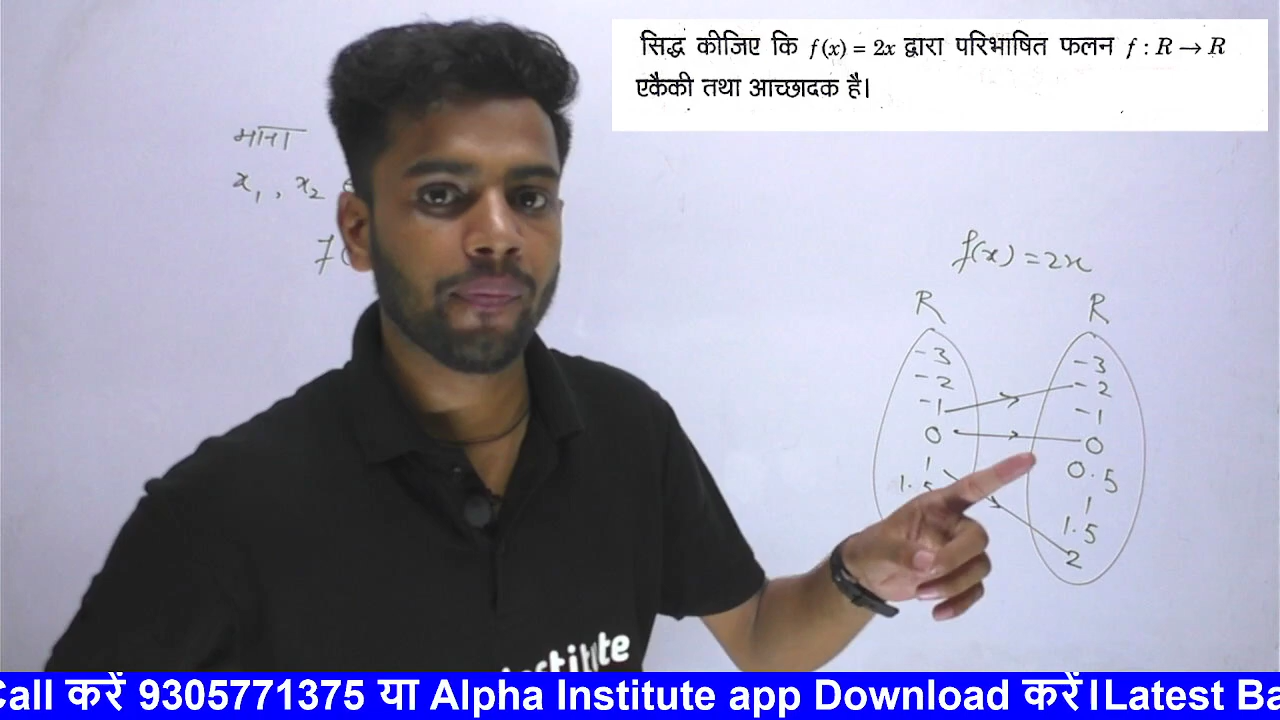 सिद्ध कीजिए कि f(x) = 2x द्वारा परिभाषित फलन f : R → R
एकैकी तथा आच्छादक है।
माना
x₁, x₂
f(
f(x) = 2x
R R
-3 -3
-2 -2
-1 -1
0 0
0.5
1 1
1.5 1.5
2
Institute
Call करें 9305771375 या Alpha Institute app Download करें।Latest Ba